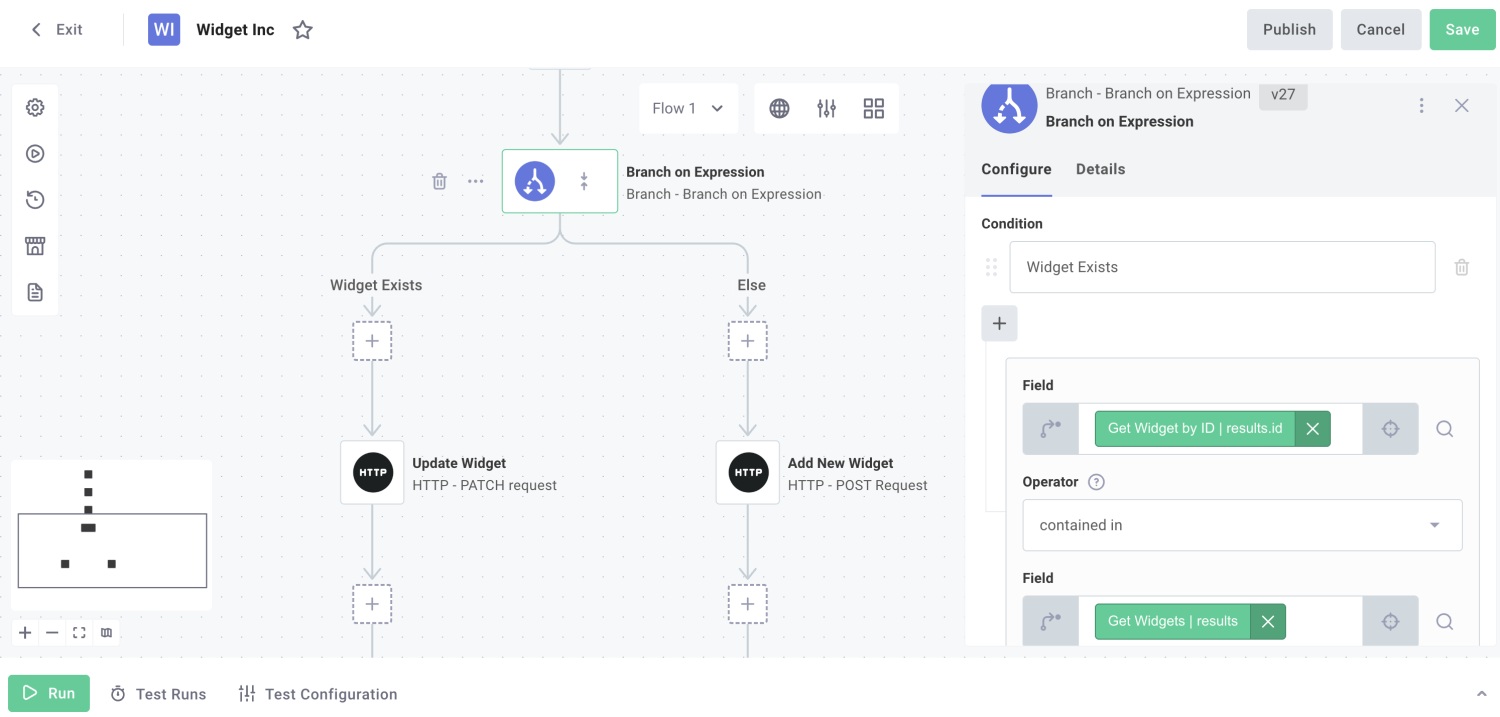 Exit
WI
Widget Inc
Publish
Cancel
Save
Flow 1
Branch on Expression
Branch - Branch on Expression
Widget Exists
Else
HTTP
Update Widget
HTTP - PATCH request
HTTP
Add New Widget
HTTP - POST Request
Branch - Branch on Expression
v27
Branch on Expression
Configure
Details
Condition
Widget Exists
Field
Get Widget by ID | results.id
Operator ?
contained in
Field
Get Widgets | results
Run
Test Runs
Test Configuration